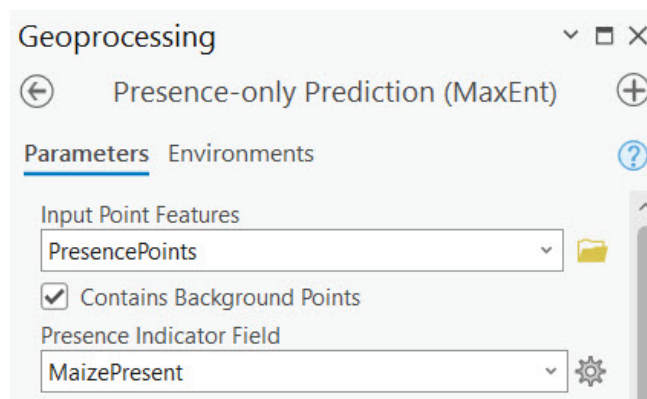 Geoprocessing
Presence-only Prediction (MaxEnt)
Parameters Environments
Input Point Features
PresencePoints
Contains Background Points
Presence Indicator Field
MaizePresent